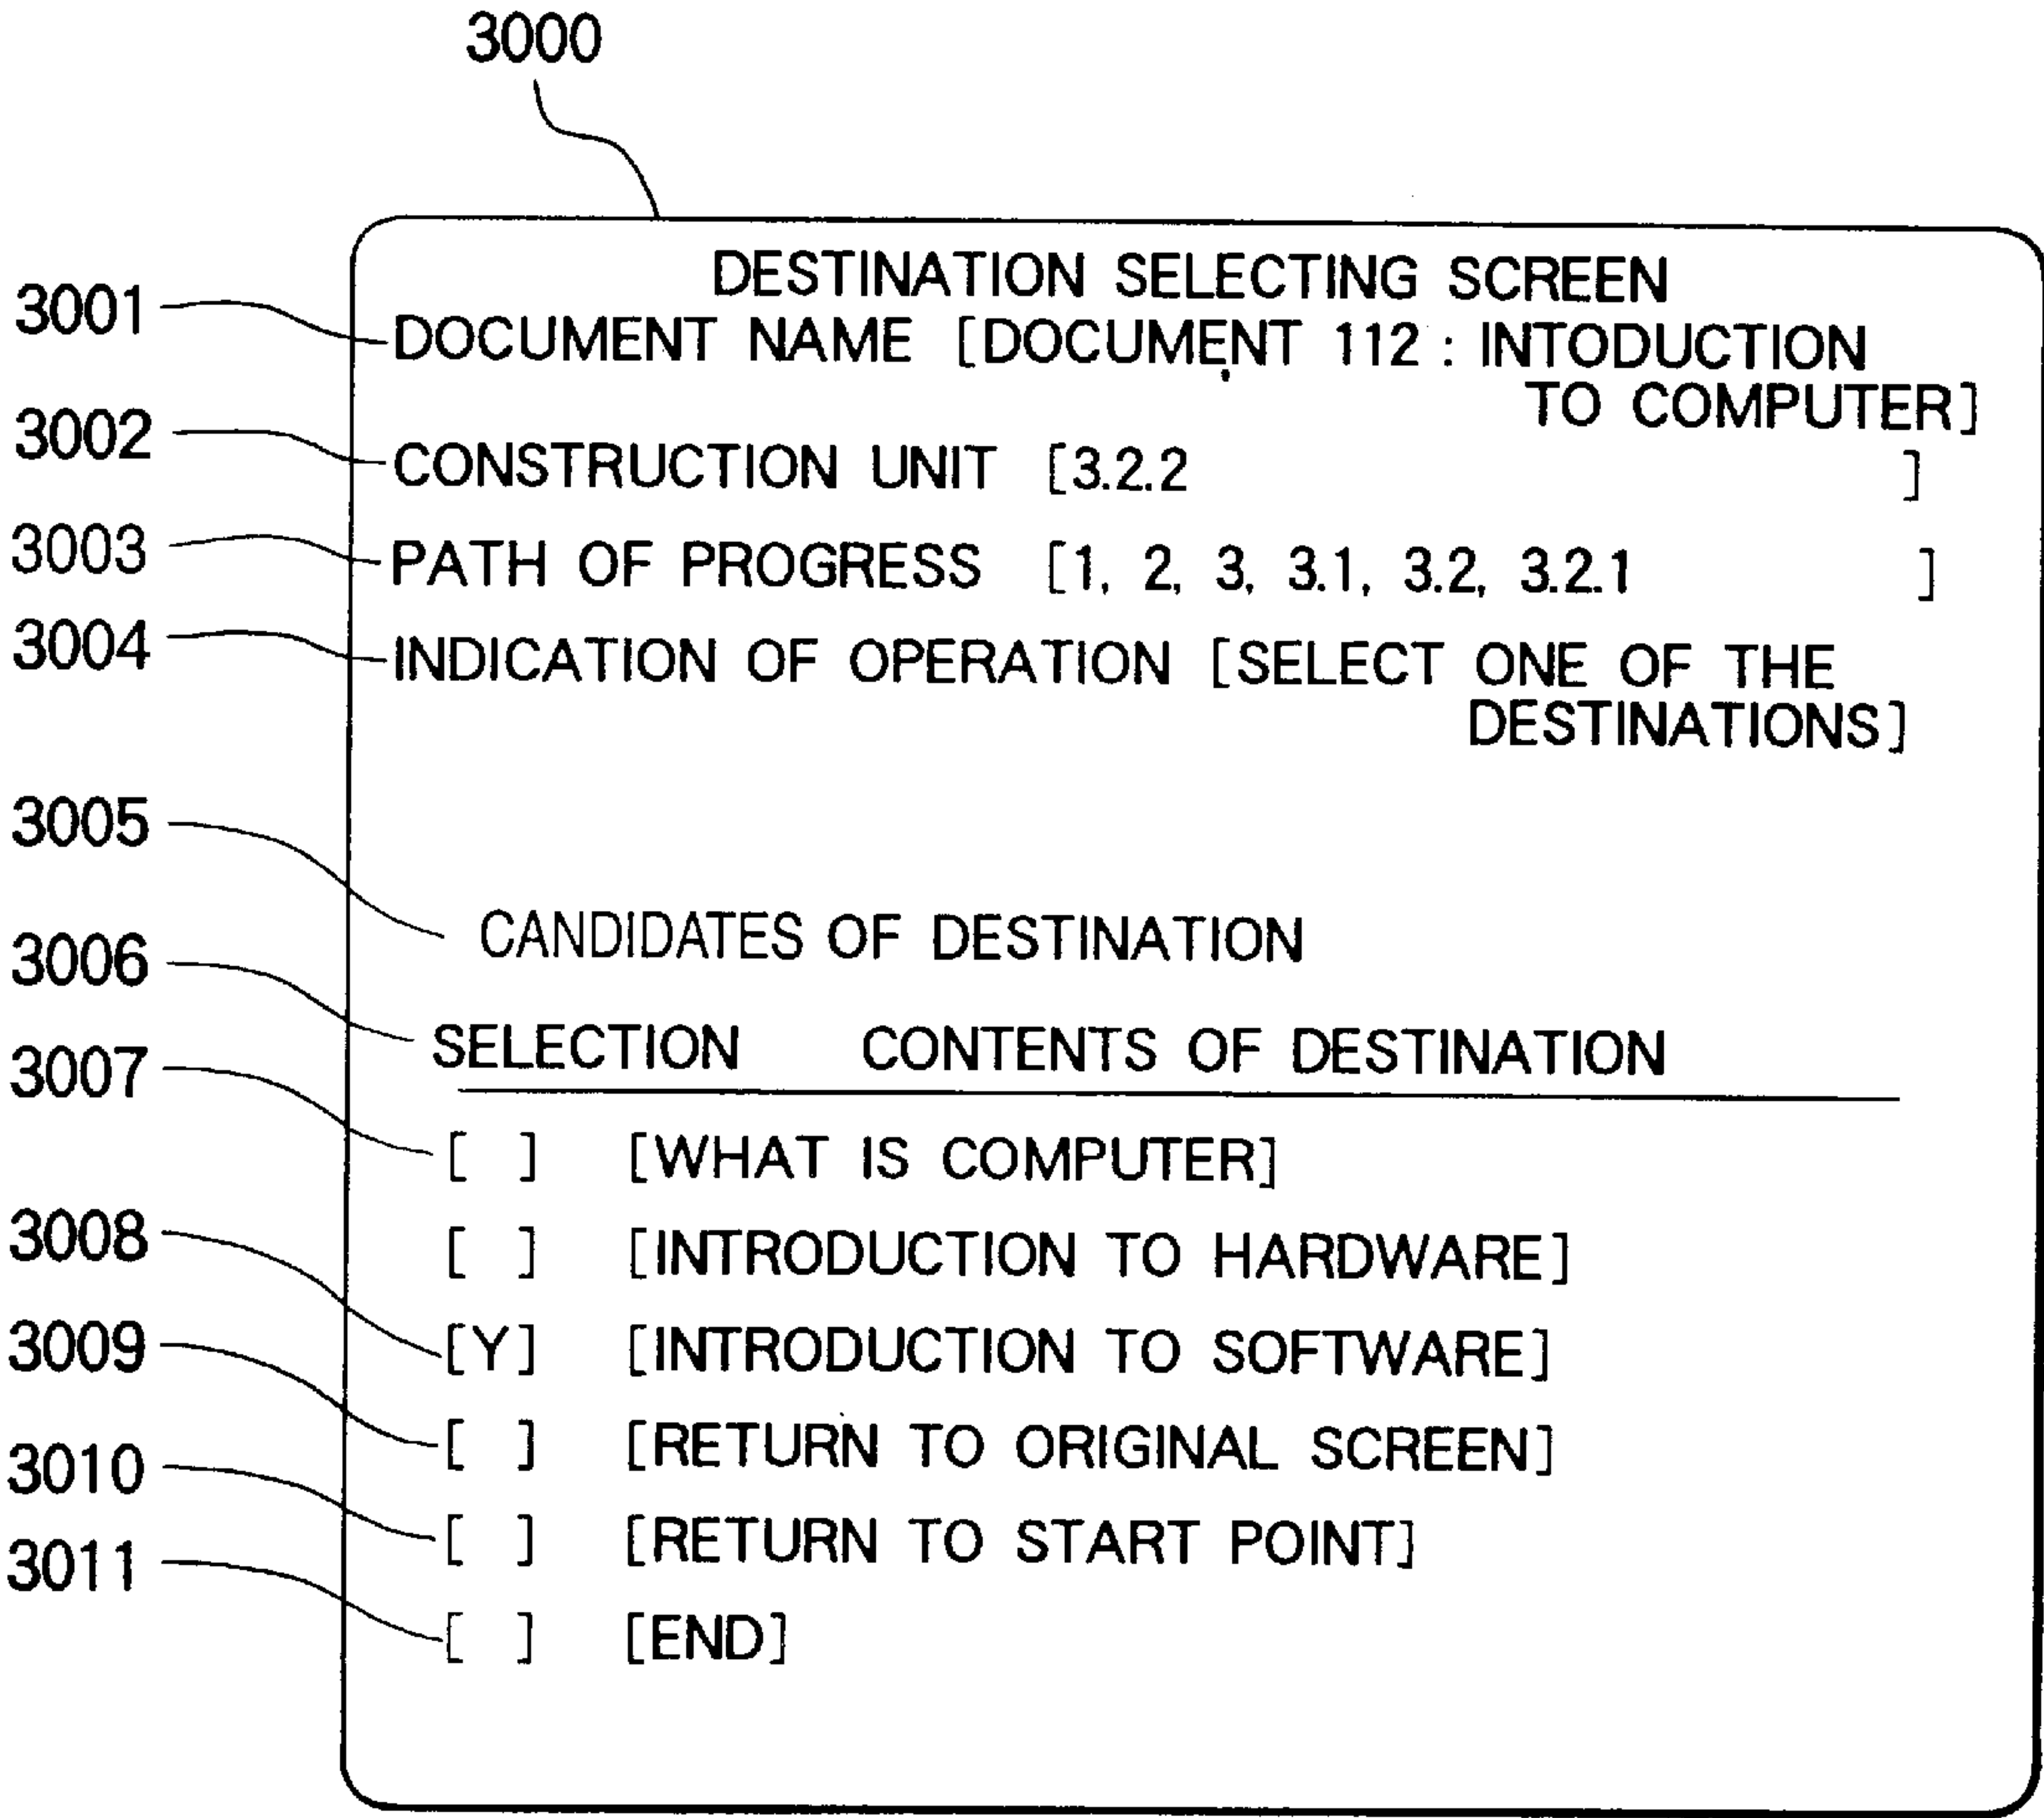 3000
DESTINATION SELECTING SCREEN
3001 DOCUMENT NAME [DOCUMENT 112 : INTODUCTION
TO COMPUTER]
3002 CONSTRUCTION UNIT [3.2.2 ]
3003 PATH OF PROGRESS [1, 2, 3, 3.1, 3.2, 3.2.1 ]
3004 INDICATION OF OPERATION [SELECT ONE OF THE
DESTINATIONS]
3005 CANDIDATES OF DESTINATION
3006 SELECTION CONTENTS OF DESTINATION
3007 [ ] [WHAT IS COMPUTER]
[ ] [INTRODUCTION TO HARDWARE]
3008 [Y] [INTRODUCTION TO SOFTWARE]
3009 [ ] [RETURN TO ORIGINAL SCREEN]
3010 [ ] [RETURN TO START POINT]
3011 [ ] [END]